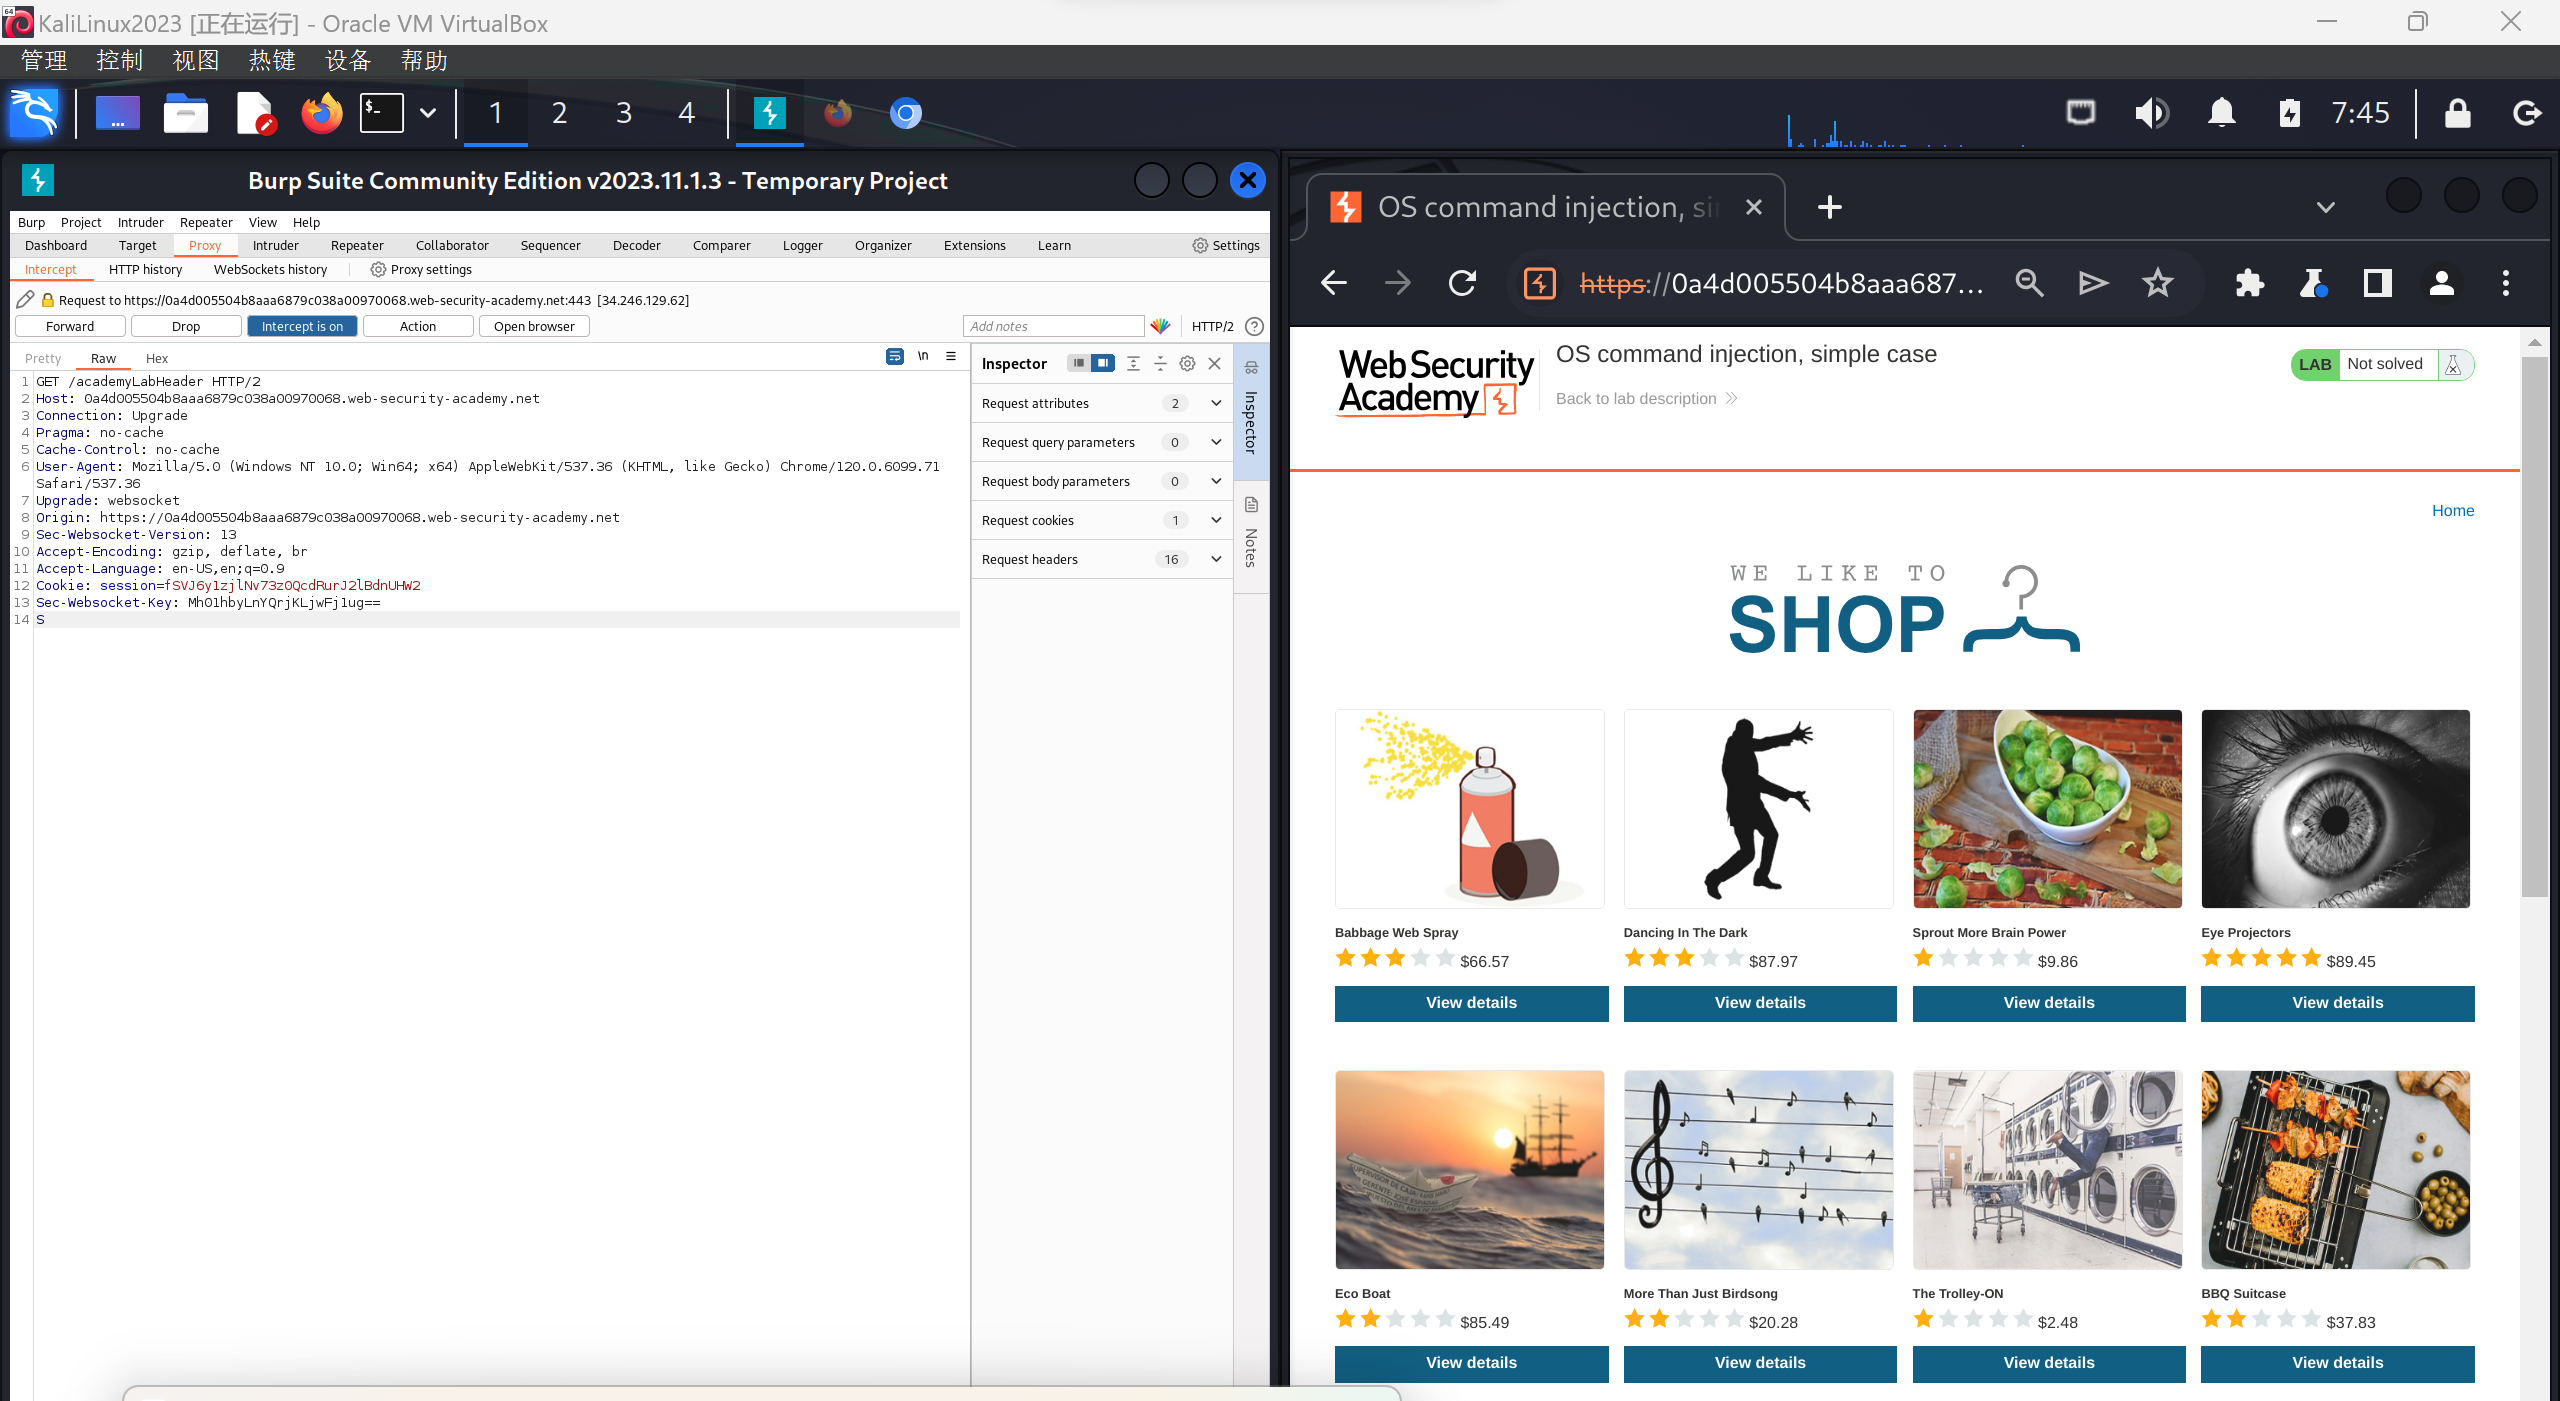 KaliLinux2023 [正在运行] - Oracle VM VirtualBox
管理 控制 视图 热键 设备 帮助
1 2 3 4 7:45
Burp Suite Community Edition v2023.11.1.3 - Temporary Project
Burp Project Intruder Repeater View Help
Dashboard Target Proxy Intruder Repeater Collaborator Sequencer Decoder Comparer Logger Organizer Extensions Learn Settings
Intercept HTTP history WebSockets history Proxy settings
Request to https://0a4d005504b8aaa6879c038a00970068.web-security-academy.net:443 [34.246.129.62]
Forward Drop Intercept is on Action Open browser Add notes HTTP/2
Pretty Raw Hex \n
1 GET /academyLabHeader HTTP/2
2 Host: 0a4d005504b8aaa6879c038a00970068.web-security-academy.net
3 Connection: Upgrade
4 Pragma: no-cache
5 Cache-Control: no-cache
6 User-Agent: Mozilla/5.0 (Windows NT 10.0; Win64; x64) AppleWebKit/537.36 (KHTML, like Gecko) Chrome/120.0.6099.71
Safari/537.36
7 Upgrade: websocket
8 Origin: https://0a4d005504b8aaa6879c038a00970068.web-security-academy.net
9 Sec-Websocket-Version: 13
10 Accept-Encoding: gzip, deflate, br
11 Accept-Language: en-US,en;q=0.9
12 Cookie: session=fSVJ6y1zjlNv73z0QcdRurJ2lBdnUHW2
13 Sec-Websocket-Key: Mh01hbyLnYQrjKLjwFj1ug==
14 S
Inspector
Request attributes 2
Request query parameters 0
Request body parameters 0
Request cookies 1
Request headers 16
Inspector
Notes
OS command injection, si
https://0a4d005504b8aaa687...
Web Security
Academy
OS command injection, simple case
Back to lab description
LAB Not solved
Home
WE LIKE TO
SHOP
Babbage Web Spray
$66.57
View details
Dancing In The Dark
$87.97
View details
Sprout More Brain Power
$9.86
View details
Eye Projectors
$89.45
View details
Eco Boat
$85.49
View details
More Than Just Birdsong
$20.28
View details
The Trolley-ON
$2.48
View details
BBQ Suitcase
$37.83
View details